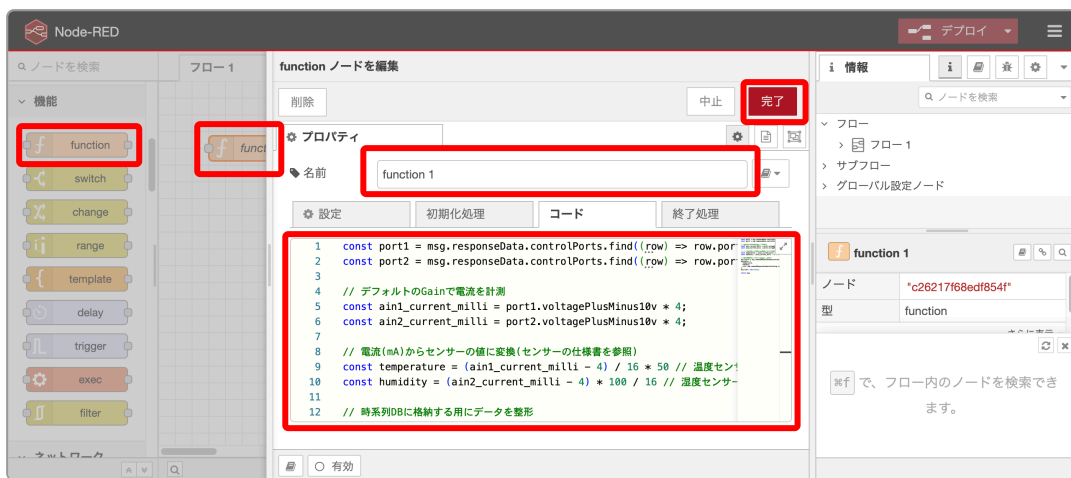 Node-RED
デプロイ
ノードを検索
フロー 1
function ノードを編集
i 情報
i
ノードを検索
機能
削除
中止
完了
フロー
フロー 1
サブフロー
グローバル設定ノード
function
funct
プロパティ
switch
名前
function 1
change
設定
初期化処理
コード
終了処理
range
1 const port1 = msg.responseData.controlPorts.find((row) => row.por
2 const port2 = msg.responseData.controlPorts.find((row) => row.por
3
4 // デフォルトのGainで電流を計測
5 const ain1_current_milli = port1.voltagePlusMinus10v * 4;
6 const ain2_current_milli = port2.voltagePlusMinus10v * 4;
7
8 // 電流(mA)からセンサーの値に変換(センサーの仕様書を参照)
9 const temperature = (ain1_current_milli - 4) / 16 * 50 // 温度セン
10 const humidity = (ain2_current_milli - 4) * 100 / 16 // 湿度センサー
11
12 // 時系列DBに格納する用にデータを整形
function 1
template
ノード "c26217f68edf854f"
型 function
delay
trigger
exec
filter
⌘f で、フロー内のノードを検索でき
ます。
ネットワーク
有効